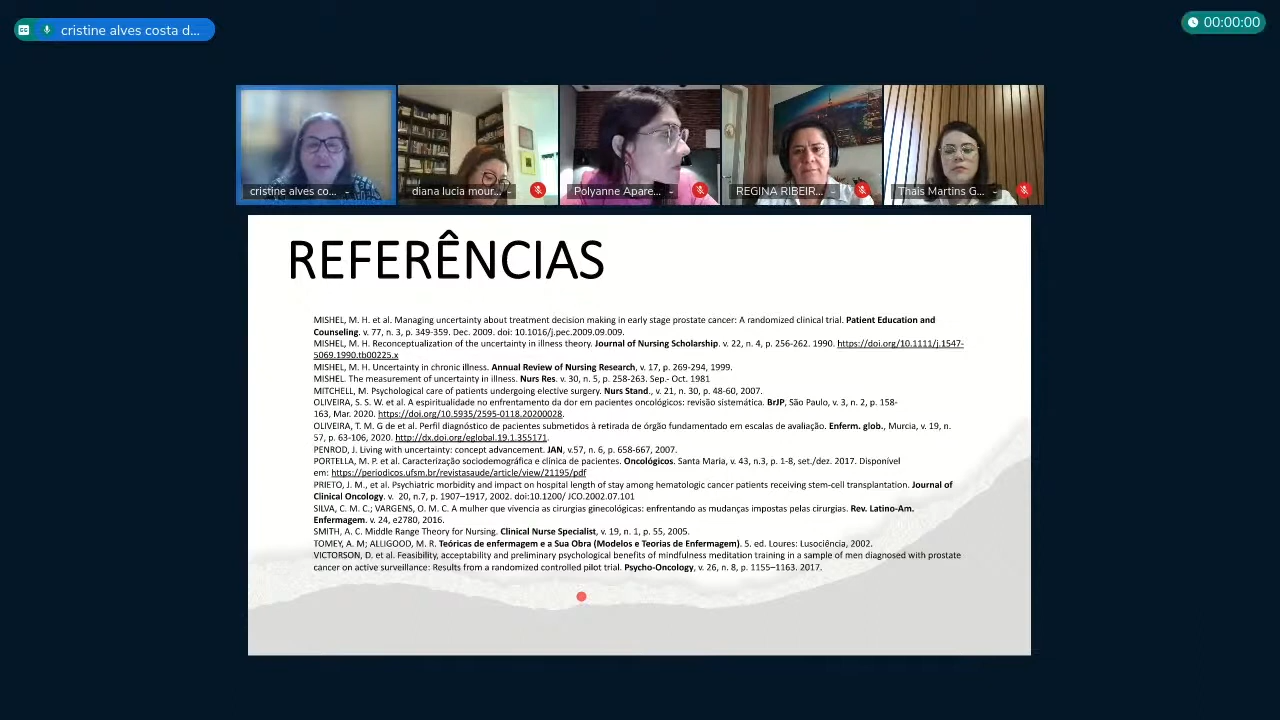 cristine alves costa d...
00:00:00
cristine alves co...
diana lucia mour...
Polyanne Apare...
REGINA RIBEIR...
Thais Martins G...
REFERÊNCIAS
MISHEL, M. H. et al. Managing uncertainty about treatment decision making in early stage prostate cancer: A randomized clinical trial. Patient Education and
Counseling. v. 77, n. 3, p. 349-359. Dec. 2009. doi: 10.1016/j.pec.2009.09.009.
MISHEL, M. H. Reconceptualization of the uncertainty in illness theory. Journal of Nursing Scholarship. v. 22, n. 4, p. 256-262. 1990. https://doi.org/10.1111/j.1547-
5069.1990.tb00225.x
MISHEL, M. H. Uncertainty in chronic illness. Annual Review of Nursing Research, v. 17, p. 269-294, 1999.
MISHEL. The measurement of uncertainty in illness. Nurs Res. v. 30, n. 5, p. 258-263. Sep.- Oct. 1981
MITCHELL, M. Psychological care of patients undergoing elective surgery. Nurs Stand., v. 21, n. 30, p. 48-60, 2007.
OLIVEIRA, S. S. W. et al. A espiritualidade no enfrentamento da dor em pacientes oncológicos: revisão sistemática. BrJP, São Paulo, v. 3, n. 2, p. 158-
163, Mar. 2020. https://doi.org/10.5935/2595-0118.20200028.
OLIVEIRA, T. M. G de et al. Perfil diagnóstico de pacientes submetidos à retirada de órgão fundamentado em escalas de avaliação. Enferm. glob., Murcia, v. 19, n.
57, p. 63-106, 2020. http://dx.doi.org/eglobal.19.1.355171.
PENROD, J. Living with uncertainty: concept advancement. JAN, v.57, n. 6, p. 658-667, 2007.
PORTELLA, M. P. et al. Caracterização sociodemográfica e clínica de pacientes. Oncológicos. Santa Maria, v. 43, n.3, p. 1-8, set./dez. 2017. Disponível
em: https://periodicos.ufsm.br/revistasaude/article/view/21195/pdf
PRIETO, J. M., et al. Psychiatric morbidity and impact on hospital length of stay among hematologic cancer patients receiving stem-cell transplantation. Journal of
Clinical Oncology. v. 20, n.7, p. 1907–1917, 2002. doi:10.1200/ JCO.2002.07.101
SILVA, C. M. C.; VARGENS, O. M. C. A mulher que vivencia as cirurgias ginecológicas: enfrentando as mudanças impostas pelas cirurgias. Rev. Latino-Am.
Enfermagem. v. 24, e2780, 2016.
SMITH, A. C. Middle Range Theory for Nursing. Clinical Nurse Specialist, v. 19, n. 1, p. 55, 2005.
TOMEY, A. M; ALLIGOOD, M. R. Teóricas de enfermagem e a Sua Obra (Modelos e Teorias de Enfermagem). 5. ed. Loures: Lusociência, 2002.
VICTORSON, D. et al. Feasibility, acceptability and preliminary psychological benefits of mindfulness meditation training in a sample of men diagnosed with prostate
cancer on active surveillance: Results from a randomized controlled pilot trial. Psycho-Oncology, v. 26, n. 8, p. 1155–1163. 2017.